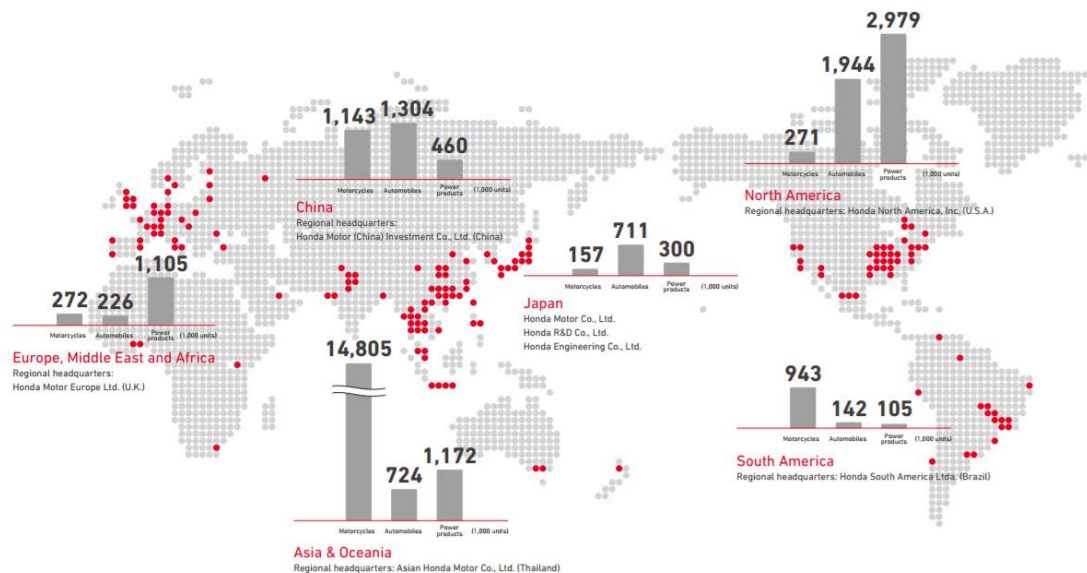 1,143 1,304 460
Motorcycles Automobiles Power products (1,000 units)
China
Regional headquarters:
Honda Motor (China) Investment Co., Ltd. (China)
271 1,944 2,979
Motorcycles Automobiles Power products (1,000 units)
North America
Regional headquarters: Honda North America, Inc. (U.S.A.)
157 711 300
Motorcycles Automobiles Power products (1,000 units)
Japan
Honda Motor Co., Ltd.
Honda R&D Co., Ltd.
Honda Engineering Co., Ltd.
272 226 1,105
Motorcycles Automobiles Power products (1,000 units)
Europe, Middle East and Africa
Regional headquarters:
Honda Motor Europe Ltd. (U.K.)
14,805 724 1,172
Motorcycles Automobiles Power products (1,000 units)
Asia & Oceania
Regional headquarters: Asian Honda Motor Co., Ltd. (Thailand)
943 142 105
Motorcycles Automobiles Power products (1,000 units)
South America
Regional headquarters: Honda South America Ltda. (Brazil)